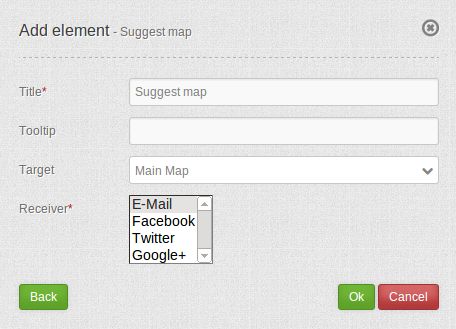 Add element - Suggest map
Title*
Suggest map
Tooltip
Target
Main Map
Receiver*
E-Mail
Facebook
Twitter
Google+
Back
Ok
Cancel